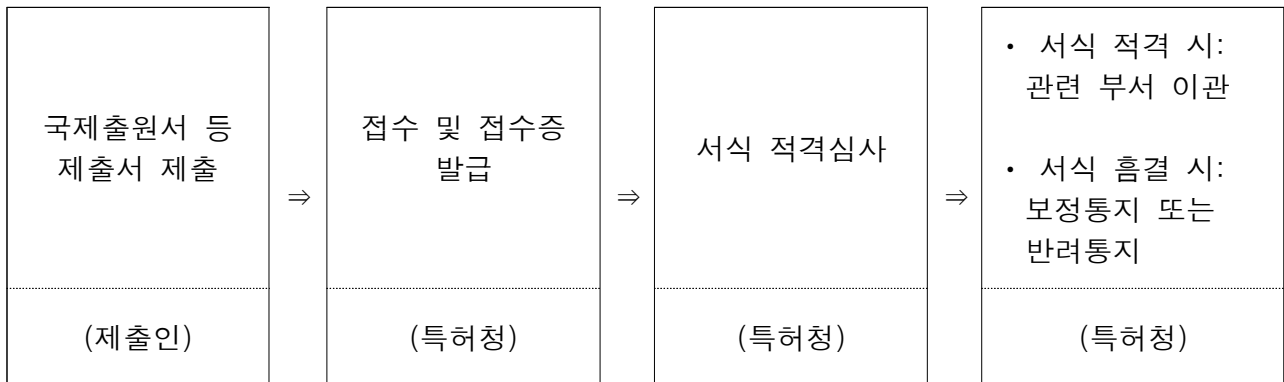 국제출원서 등
제출서 제출
(제출인)
⇒
접수 및 접수증
발급
(특허청)
⇒
서식 적격심사
(특허청)
⇒
• 서식 적격 시:
관련 부서 이관
• 서식 흠결 시:
보정통지 또는
반려통지
(특허청)